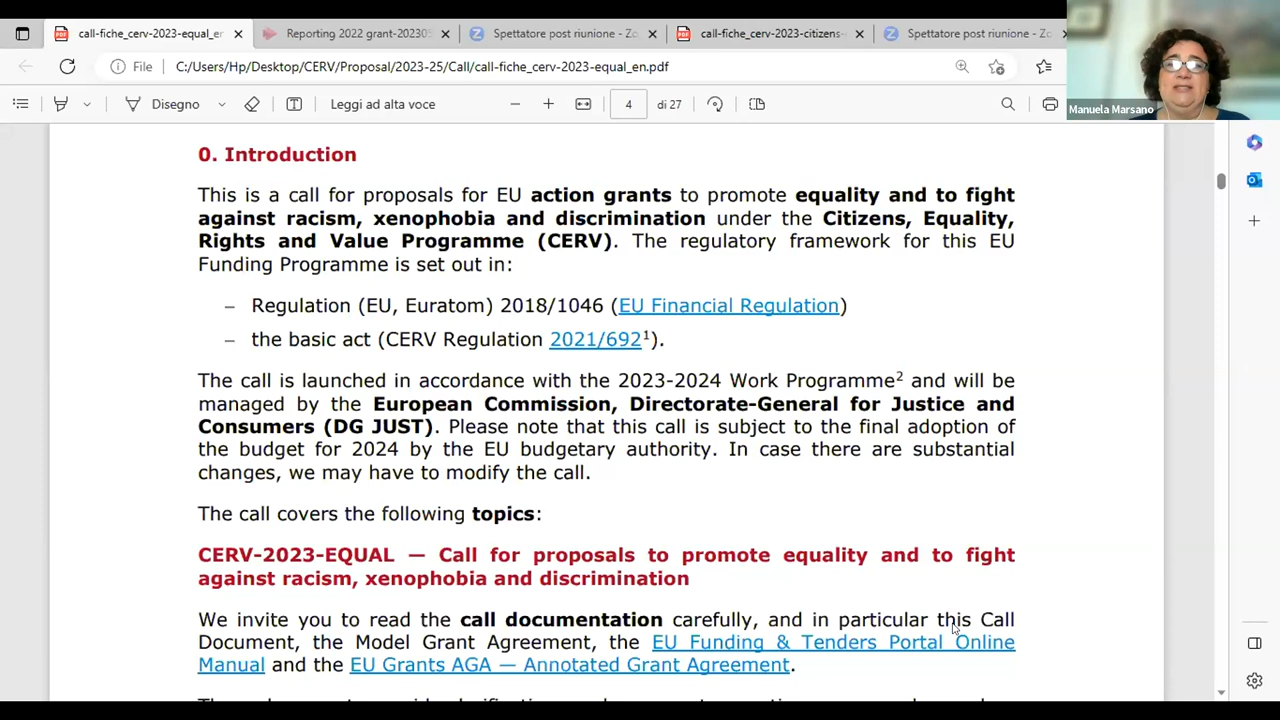 call-fiche_cerv-2023-equal_en
Reporting 2022 grant-202305
Spettatore post riunione - Zo
call-fiche_cerv-2023-citizens-
Spettatore post riunione - Zo
File
C:/Users/Hp/Desktop/CERV/Proposal/2023-25/Call/call-fiche_cerv-2023-equal_en.pdf
Disegno
Leggi ad alta voce
4
di 27
Manuela Marsano
0. Introduction
This is a call for proposals for EU action grants to promote equality and to fight
against racism, xenophobia and discrimination under the Citizens, Equality,
Rights and Value Programme (CERV). The regulatory framework for this EU
Funding Programme is set out in:
– Regulation (EU, Euratom) 2018/1046 (EU Financial Regulation)
– the basic act (CERV Regulation 2021/692¹).
The call is launched in accordance with the 2023-2024 Work Programme² and will be
managed by the European Commission, Directorate-General for Justice and
Consumers (DG JUST). Please note that this call is subject to the final adoption of
the budget for 2024 by the EU budgetary authority. In case there are substantial
changes, we may have to modify the call.
The call covers the following topics:
CERV-2023-EQUAL — Call for proposals to promote equality and to fight
against racism, xenophobia and discrimination
We invite you to read the call documentation carefully, and in particular this Call
Document, the Model Grant Agreement, the EU Funding & Tenders Portal Online
Manual and the EU Grants AGA — Annotated Grant Agreement.